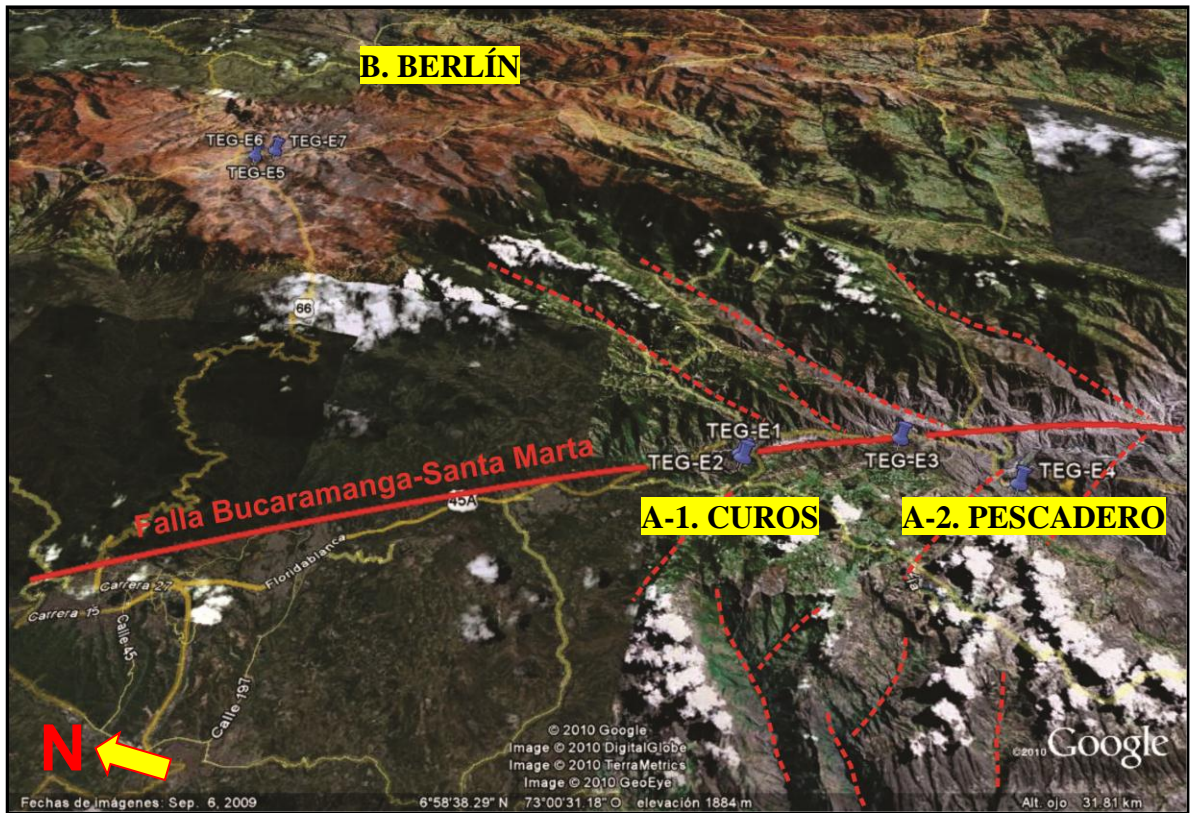 B. BERLÍN
TEG-E6
TEG-E7
TEG-E5
66
TEG-E1
TEG-E2
TEG-E3
TEG-E4
Falla Bucaramanga-Santa Marta
45A
A-1. CUROS
A-2. PESCADERO
Floridablanca
Carrera 27
Carrera 15
Calle 45
Calle 197
N
© 2010 Google
Image © 2010 DigitalGlobe
Image © 2010 TerraMetrics
Image © 2010 GeoEye
©2010 Google
Fechas de imágenes: Sep. 6, 2009
6°58'38.29" N 73°00'31.18" O elevación 1884 m
Alt. ojo 31.81 km